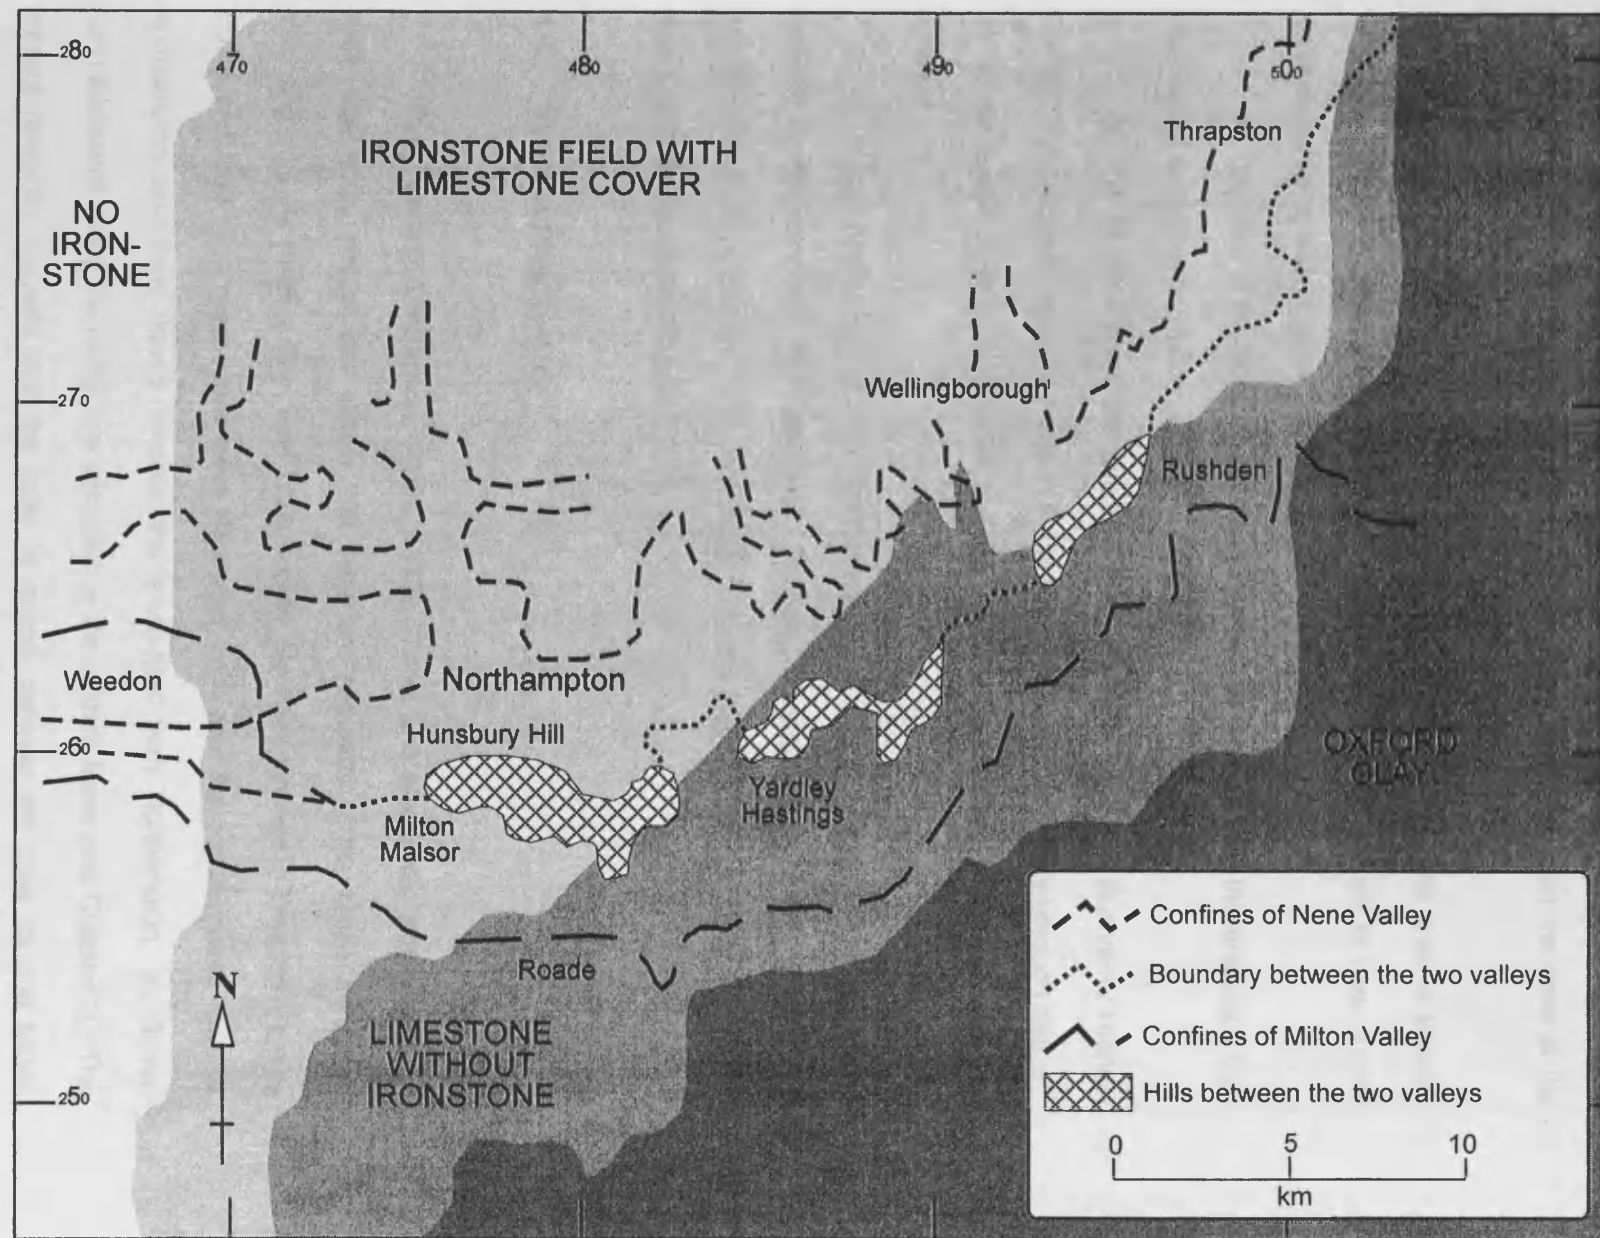 280
470
480
490
500
Thrapston
IRONSTONE FIELD WITH
LIMESTONE COVER
NO
IRON-
STONE
270
Wellingborough
Rushden
Weedon
Northampton
Hunsbury Hill
260
OXFORD
CLAY
Yardley
Hastings
Milton
Malsor
Roade
N
LIMESTONE
WITHOUT
IRONSTONE
250
Confines of Nene Valley
Boundary between the two valleys
Confines of Milton Valley
Hills between the two valleys
0 5 10
km